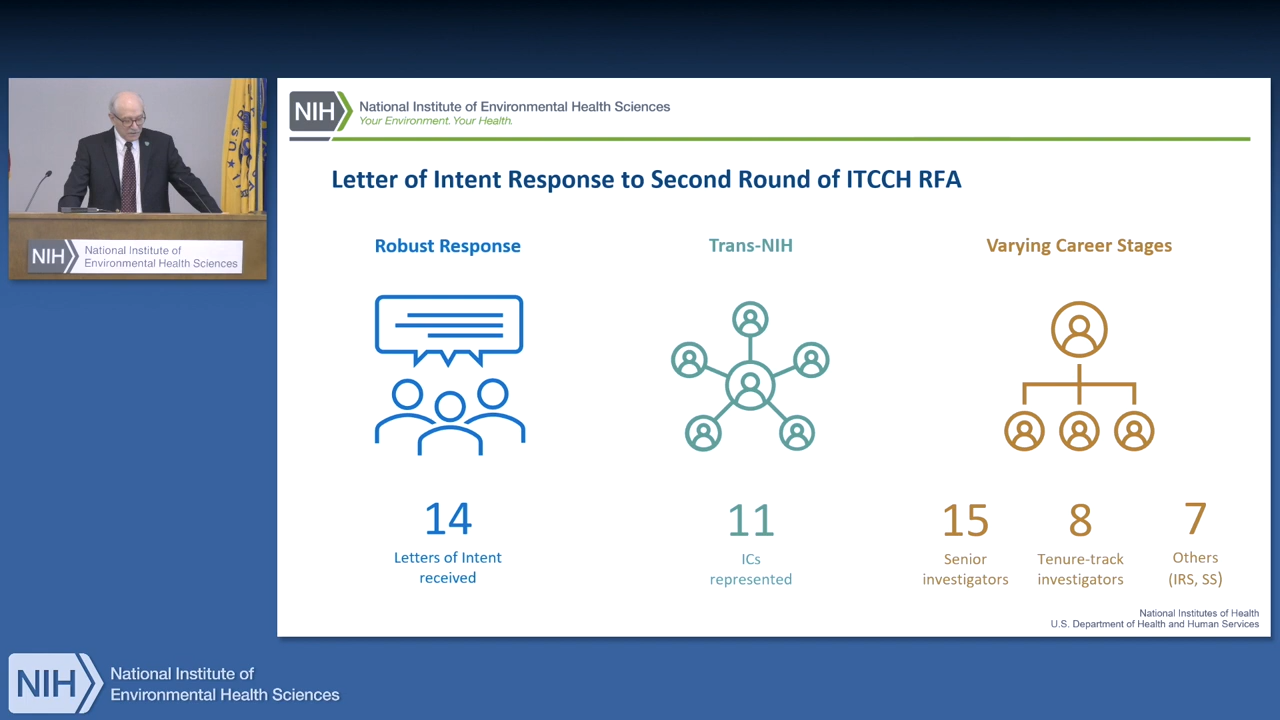 NIH
National Institute of
Environmental Health Sciences
U.S.
NIH
National Institute of Environmental Health Sciences
Your Environment. Your Health.
Letter of Intent Response to Second Round of ITCCH RFA
Robust Response
Trans-NIH
Varying Career Stages
14
Letters of Intent
received
11
ICs
represented
15
Senior
investigators
8
Tenure-track
investigators
7
Others
(IRS, SS)
National Institutes of Health
U.S. Department of Health and Human Services
NIH
National Institute of
Environmental Health Sciences